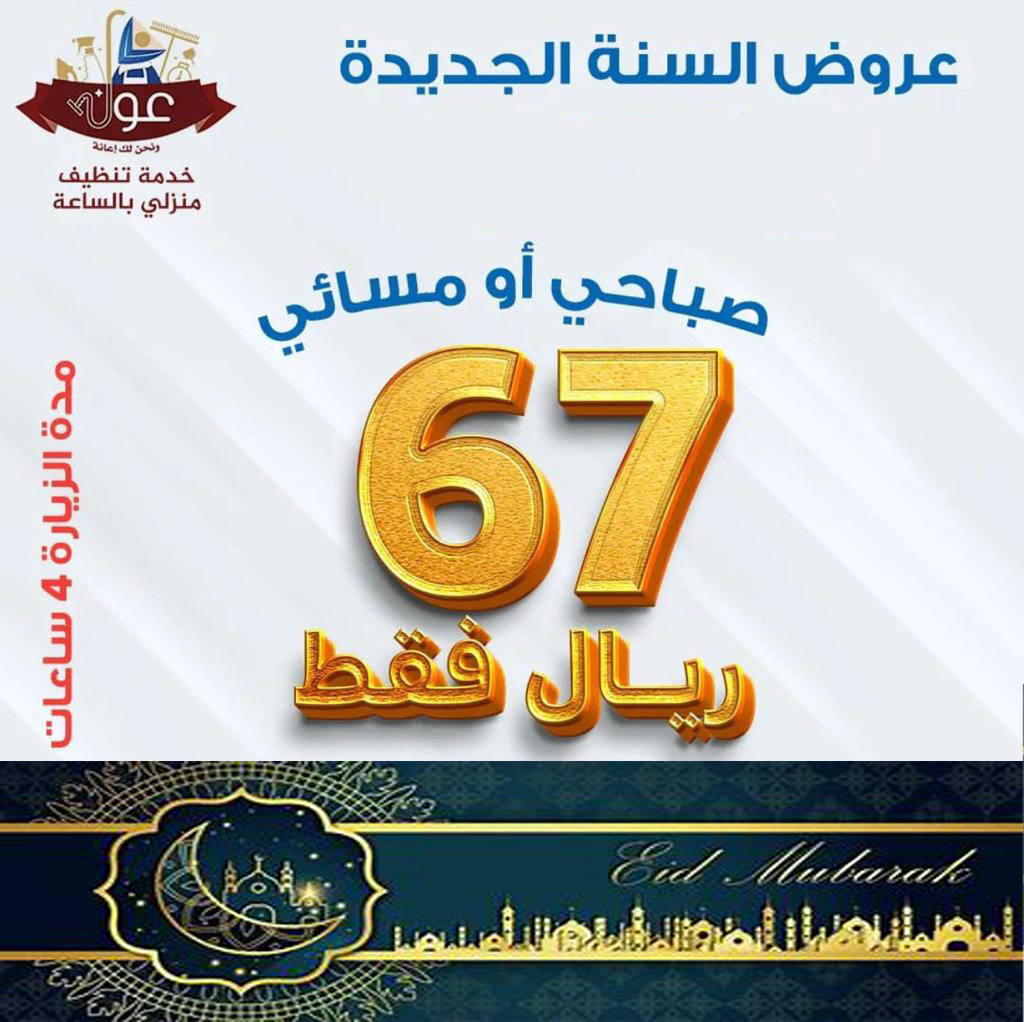 عروض السنة الجديدة
عون
ونحن لك إعانة
خدمة تنظيف
منزلي بالساعة
صباحي أو مسائي
67
ريال فقط
مدة الزيارة 4 ساعات
Eid Mubarak